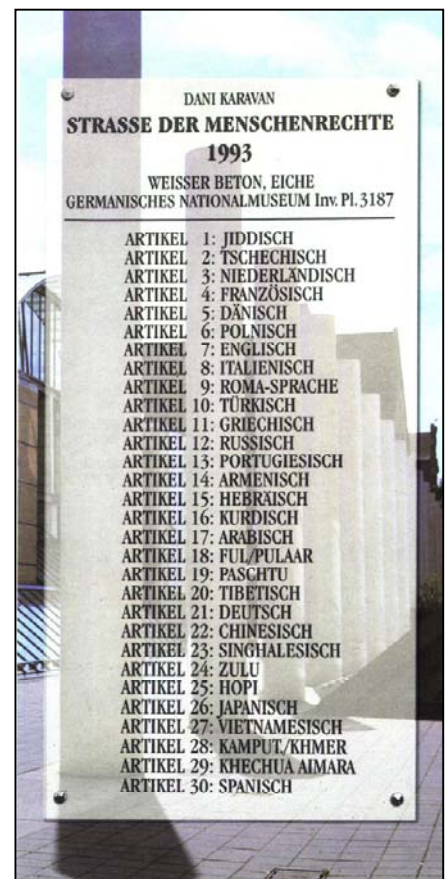 DANI KARAVAN
STRASSE DER MENSCHENRECHTE
1993
WEISSER BETON, EICHE
GERMANISCHES NATIONALMUSEUM Inv. Pl. 3187
ARTIKEL 1: JIDDISCH
ARTIKEL 2: TSCHECHISCH
ARTIKEL 3: NIEDERLÄNDISCH
ARTIKEL 4: FRANZÖSISCH
ARTIKEL 5: DÄNISCH
ARTIKEL 6: POLNISCH
ARTIKEL 7: ENGLISCH
ARTIKEL 8: ITALIENISCH
ARTIKEL 9: ROMA-SPRACHE
ARTIKEL 10: TÜRKISCH
ARTIKEL 11: GRIECHISCH
ARTIKEL 12: RUSSISCH
ARTIKEL 13: PORTUGIESISCH
ARTIKEL 14: ARMENISCH
ARTIKEL 15: HEBRÄISCH
ARTIKEL 16: KURDISCH
ARTIKEL 17: ARABISCH
ARTIKEL 18: FUL/PULAAR
ARTIKEL 19: PASCHTU
ARTIKEL 20: TIBETISCH
ARTIKEL 21: DEUTSCH
ARTIKEL 22: CHINESISCH
ARTIKEL 23: SINGHALESISCH
ARTIKEL 24: ZULU
ARTIKEL 25: HOPI
ARTIKEL 26: JAPANISCH
ARTIKEL 27: VIETNAMESISCH
ARTIKEL 28: KAMPUT./KHMER
ARTIKEL 29: KHECHUA AIMARA
ARTIKEL 30: SPANISCH